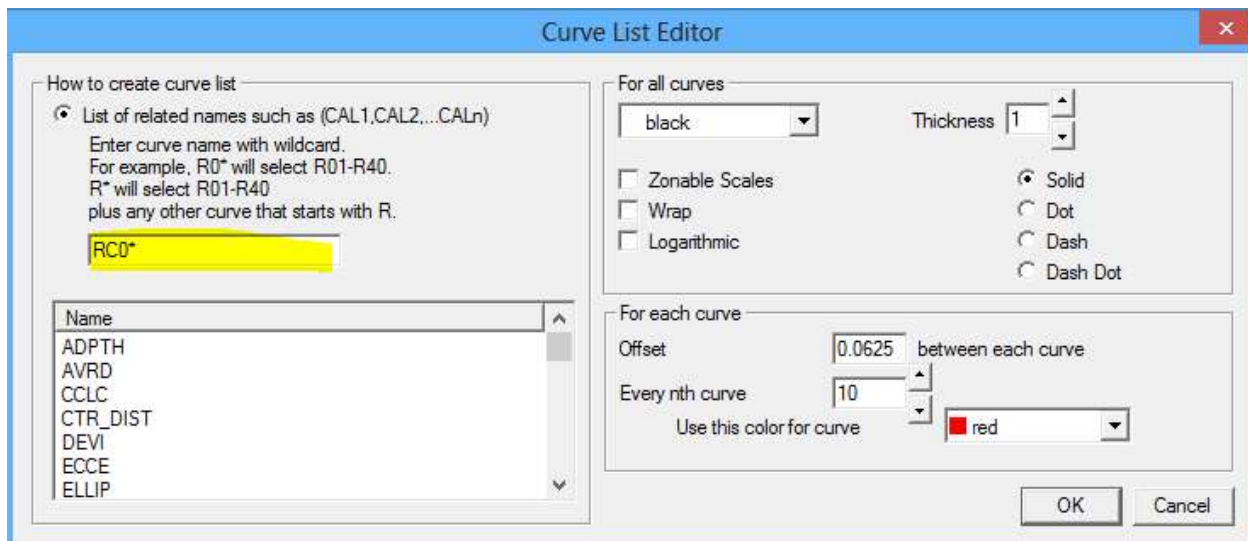 Curve List Editor
How to create curve list
List of related names such as (CAL1,CAL2,...CALn)
Enter curve name with wildcard.
For example, R0* will select R01-R40.
R* will select R01-R40
plus any other curve that starts with R.
RC0*
Name
ADPTH
AVRD
CCLC
CTR_DIST
DEVI
ECCE
ELLIP
For all curves
black
Thickness 1
Zonable Scales
Wrap
Logarithmic
Solid
Dot
Dash
Dash Dot
For each curve
Offset 0.0625 between each curve
Every nth curve 10
Use this color for curve red
OK Cancel